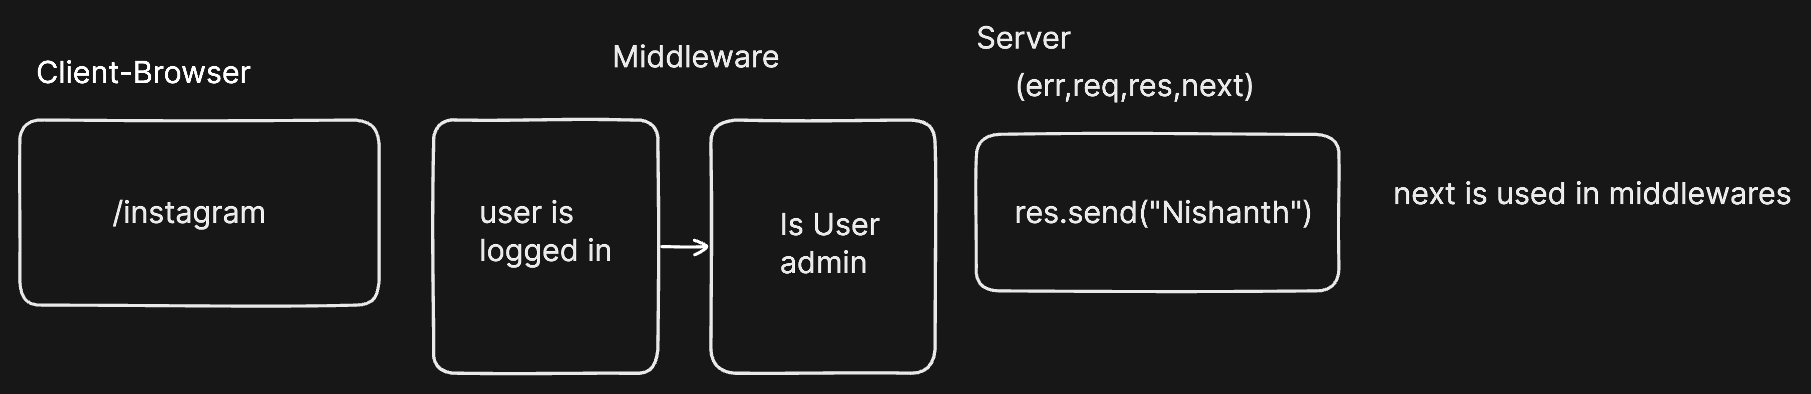 Client-Browser
/instagram
Middleware
user is
logged in
Is User
admin
Server
(err,req,res,next)
res.send("Nishanth")
next is used in middlewares